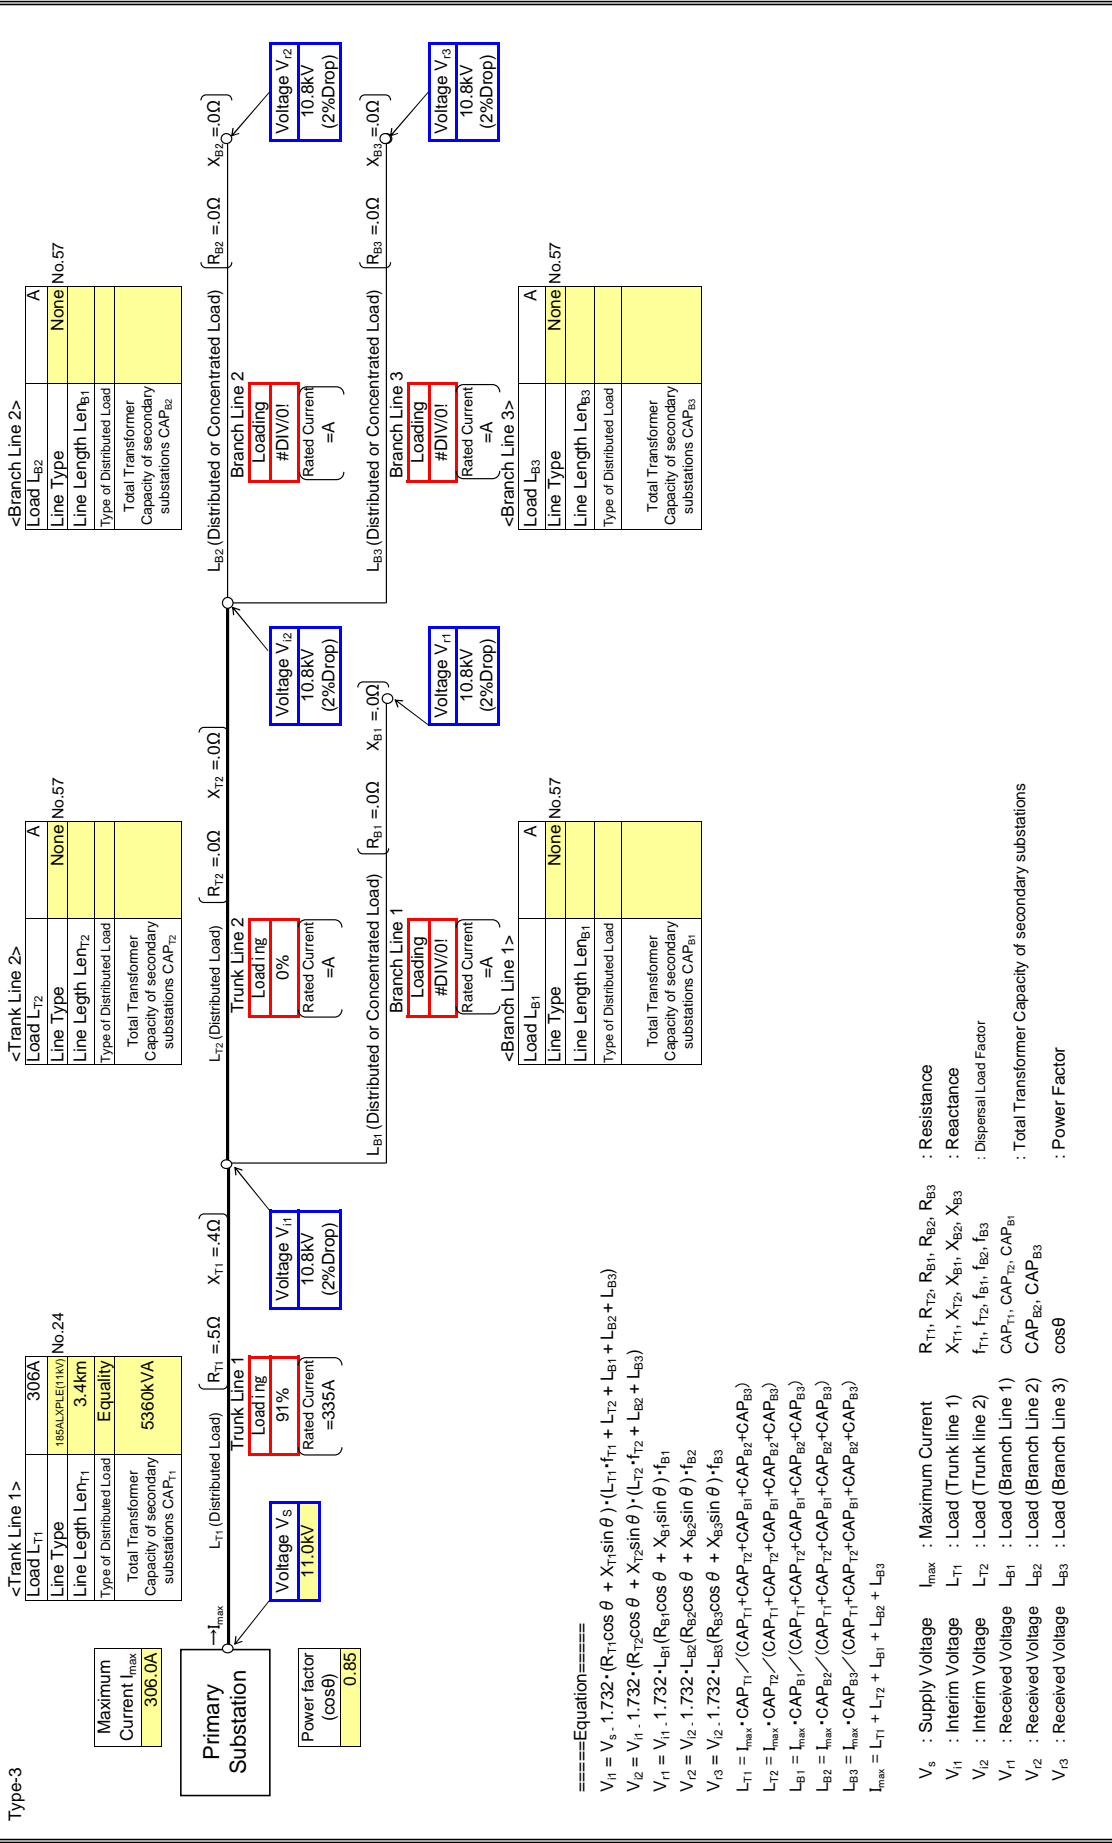 Type-3
Maximum
Current Imax
306.0A
Primary
Substation
Power factor
(cosθ)
0.85
→Imax
Voltage VS
11.0kV
<Trank Line 1>
Load LT1 306A
Line Type 185ALXPLE(11kV) No.24
Line Legth LenT1 3.4km
Type of Distributed Load Equality
Total Transformer
Capacity of secondary
substations CAPT1
5360kVA
LT1 (Distributed Load)
RT1 =.5Ω XT1 =.4Ω
Trunk Line 1
Loading
91%
Rated Current
=335A
Voltage Vi1
10.8kV
(2%Drop)
<Trank Line 2>
Load LT2 A
Line Type None No.57
Line Length LenT2
Type of Distributed Load
Total Transformer
Capacity of secondary
substations CAPT2
LT2 (Distributed Load)
RT2 =.0Ω XT2 =.0Ω
Trunk Line 2
Loading
0%
Rated Current
=A
Voltage Vi2
10.8kV
(2%Drop)
LB1 (Distributed or Concentrated Load)
RB1 =.0Ω XB1 =.0Ω
Branch Line 1
Loading
#DIV/0!
Rated Current
=A
Voltage Vr1
10.8kV
(2%Drop)
<Branch Line 1>
Load LB1 A
Line Type None No.57
Line Length LenB1
Type of Distributed Load
Total Transformer
Capacity of secondary
substations CAPB1
<Branch Line 2>
Load LB2 A
Line Type None No.57
Line Length LenB1
Type of Distributed Load
Total Transformer
Capacity of secondary
substations CAPB2
LB2 (Distributed or Concentrated Load)
RB2 =.0Ω XB2 =.0Ω
Branch Line 2
Loading
#DIV/0!
Rated Current
=A
Voltage Vr2
10.8kV
(2%Drop)
LB3 (Distributed or Concentrated Load)
RB3 =.0Ω XB3 =.0Ω
Branch Line 3
Loading
#DIV/0!
Rated Current
=A
Voltage Vr3
10.8kV
(2%Drop)
<Branch Line 3>
Load LB3 A
Line Type None No.57
Line Length LenB3
Type of Distributed Load
Total Transformer
Capacity of secondary
substations CAPB3
=====Equation=====
Vi1 = Vs - 1.732・(RT1cos θ + XT1sin θ)・(LT1・fT1 + LT2 + LB1 + LB2 + LB3)
Vi2 = Vi1 - 1.732・(RT2cos θ + XT2sin θ)・(LT2・fT2 + LB2 + LB3)
Vr1 = Vi1 - 1.732・LB1(RB1cos θ + XB1sin θ)・fB1
Vr2 = Vi2 - 1.732・LB2(RB2cos θ + XB2sin θ)・fB2
Vr3 = Vi2 - 1.732・LB3(RB3cos θ + XB3sin θ)・fB3
LT1 = Imax・CAPT1／(CAPT1+CAPT2+CAPB1+CAPB2+CAPB3)
LT2 = Imax・CAPT2／(CAPT1+CAPT2+CAPB1+CAPB2+CAPB3)
LB1 = Imax・CAPB1／(CAPT1+CAPT2+CAPB1+CAPB2+CAPB3)
LB2 = Imax・CAPB2／(CAPT1+CAPT2+CAPB1+CAPB2+CAPB3)
LB3 = Imax・CAPB3／(CAPT1+CAPT2+CAPB1+CAPB2+CAPB3)
Imax = LT1 + LT2 + LB1 + LB2 + LB3
Vs : Supply Voltage Imax : Maximum Current RT1, RT2, RB1, RB2, RB3 : Resistance
Vi1 : Interim Voltage LT1 : Load (Trunk line 1) XT1, XT2, XB1, XB2, XB3 : Reactance
Vi2 : Interim Voltage LT2 : Load (Trunk line 2) fT1, fT2, fB1, fB2, fB3 : Dispersal Load Factor
Vr1 : Received Voltage LB1 : Load (Branch Line 1) CAPT1, CAPT2, CAPB1
Vr2 : Received Voltage LB2 : Load (Branch Line 2) CAPB2, CAPB3 : Total Transformer Capacity of secondary substations
Vr3 : Received Voltage LB3 : Load (Branch Line 3) cosθ : Power Factor